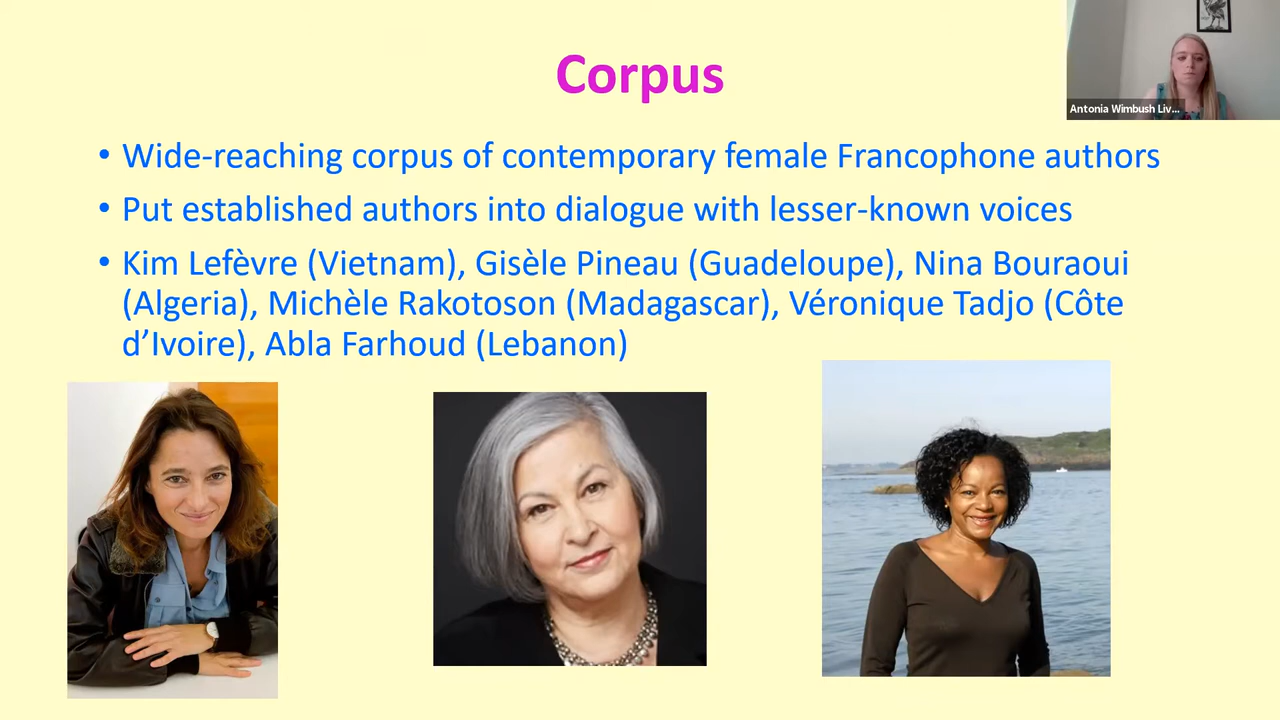 Corpus
Antonia Wimbush Liv...
• Wide-reaching corpus of contemporary female Francophone authors
• Put established authors into dialogue with lesser-known voices
• Kim Lefèvre (Vietnam), Gisèle Pineau (Guadeloupe), Nina Bouraoui
(Algeria), Michèle Rakotoson (Madagascar), Véronique Tadjo (Côte
d’Ivoire), Abla Farhoud (Lebanon)